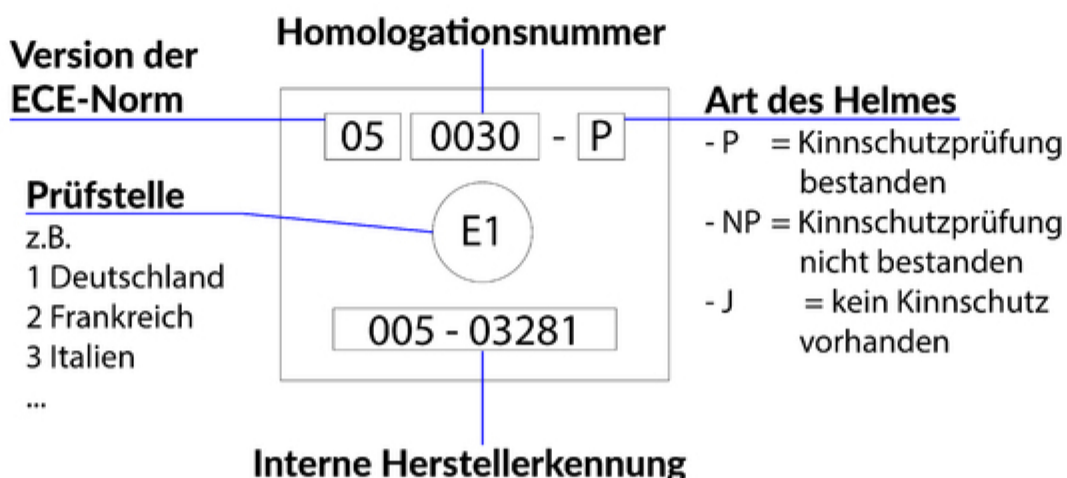 Homologationsnummer
Version der
ECE-Norm
05 0030 - P
Art des Helmes
- P = Kinnschutzprüfung
bestanden
- NP = Kinnschutzprüfung
nicht bestanden
- J = kein Kinnschutz
vorhanden
Prüfstelle
z.B.
1 Deutschland
2 Frankreich
3 Italien
...
E1
005 - 03281
Interne Herstellerkennung